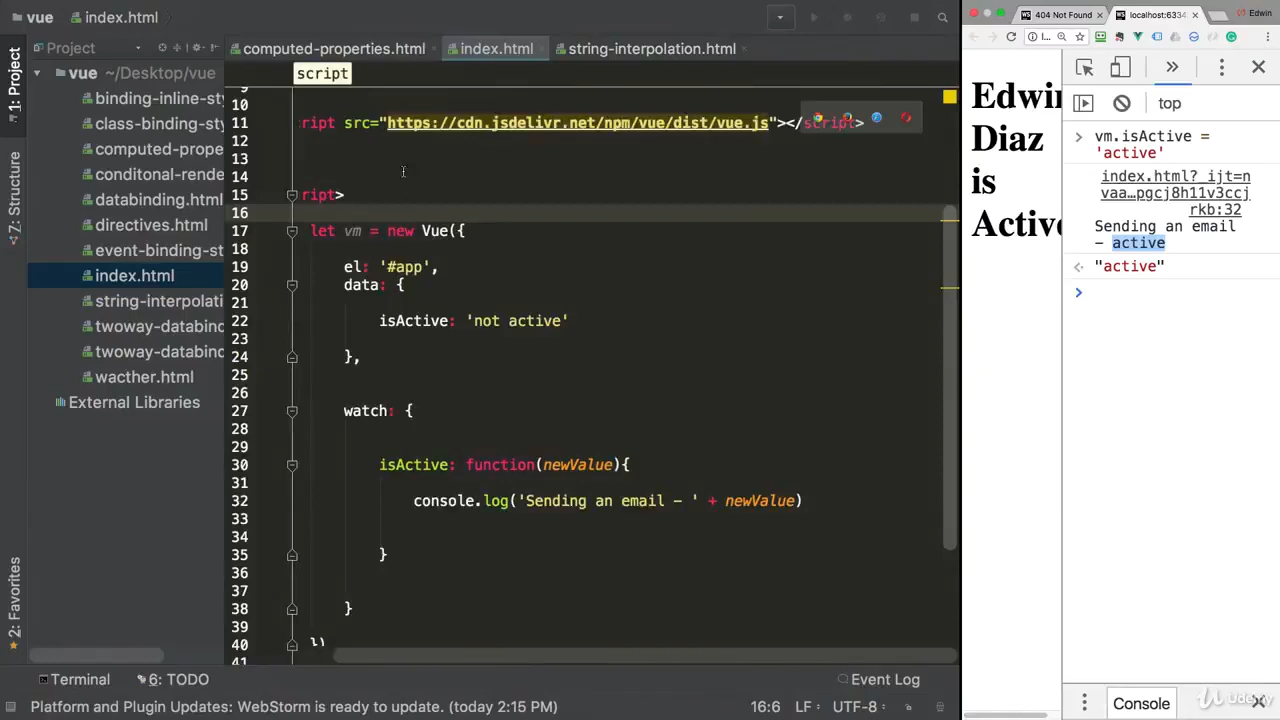 vue
index.html
404 Not Found
localhost:6334
Edwin
Project
computed-properties.html
index.html
string-interpolation.html
vue ~/Desktop/vue
binding-inline-sty
class-binding-sty
computed-prope
conditonal-rende
databinding.html
directives.html
event-binding-st
index.html
string-interpolati
twoway-databind
twoway-databind
wacther.html
External Libraries
1: Project
7: Structure
2: Favorites
script
9
10
11 ript src="https://cdn.jsdelivr.net/npm/vue/dist/vue.js"></script>
12
13
14
15 ript>
16
17 let vm = new Vue({
18
19 el: '#app',
20 data: {
21
22 isActive: 'not active'
23
24 },
25
26
27 watch: {
28
29
30 isActive: function(newValue){
31
32 console.log('Sending an email - ' + newValue)
33
34
35 }
36
37
38 }
39
40 })
41
Edwin
Diaz
is
Active
top
vm.isActive =
'active'
index.html?_ijt=n
vaa…pgcj8h11v3ccj
rkb:32
Sending an email
- active
"active"
Terminal
6: TODO
Event Log
Platform and Plugin Updates: WebStorm is ready to update. (today 2:15 PM)
16:6
LF
UTF-8
Console
Udemy